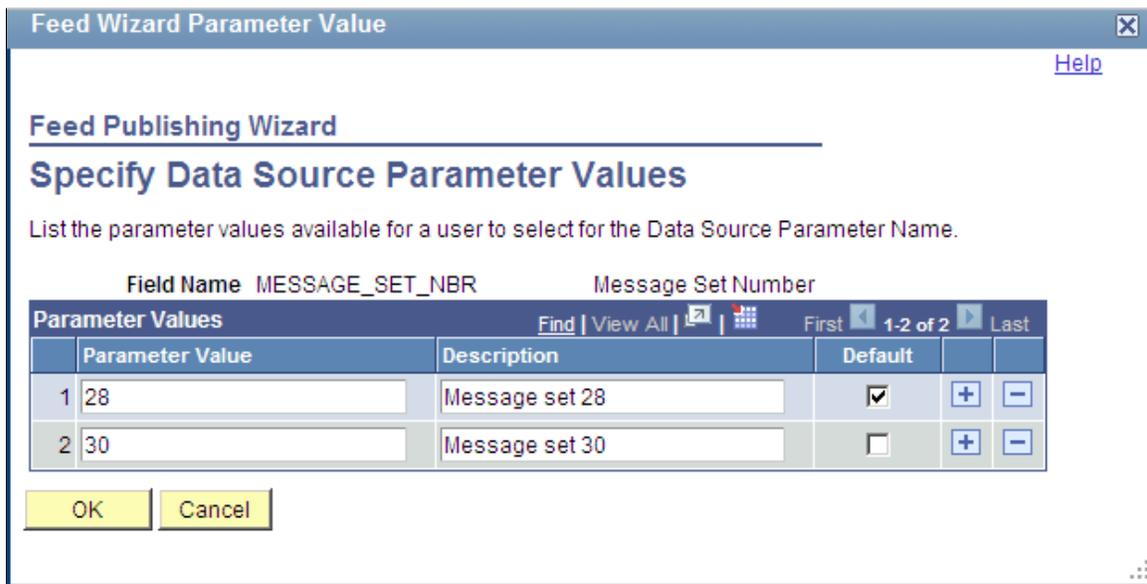 Feed Wizard Parameter Value
Help
Feed Publishing Wizard
Specify Data Source Parameter Values
List the parameter values available for a user to select for the Data Source Parameter Name.
Field Name MESSAGE_SET_NBR Message Set Number
Parameter Values Find | View All | | First 1-2 of 2 Last
Parameter Value Description Default
1 28 Message set 28
2 30 Message set 30
OK Cancel